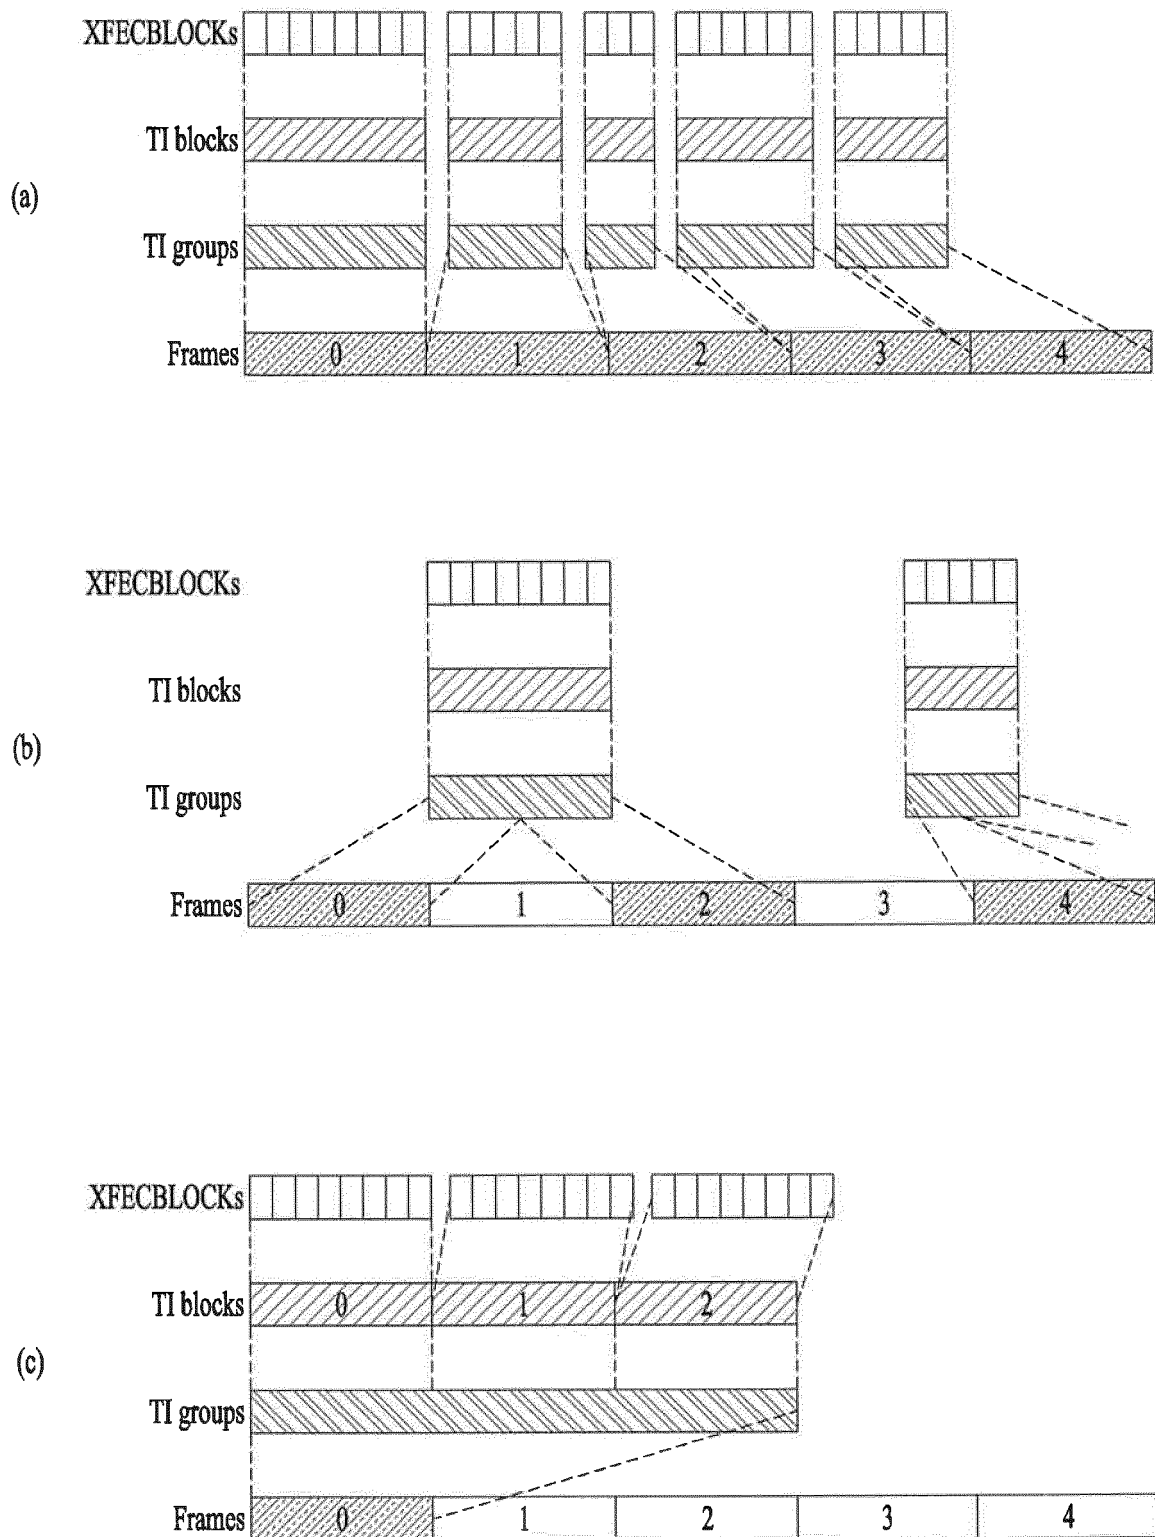 XFECBLOCKs
TI blocks
(a)
TI groups
Frames 0 1 2 3 4
XFECBLOCKs
TI blocks
(b)
TI groups
Frames 0 1 2 3 4
XFECBLOCKs
TI blocks 0 1 2
(c)
TI groups
Frames 0 1 2 3 4